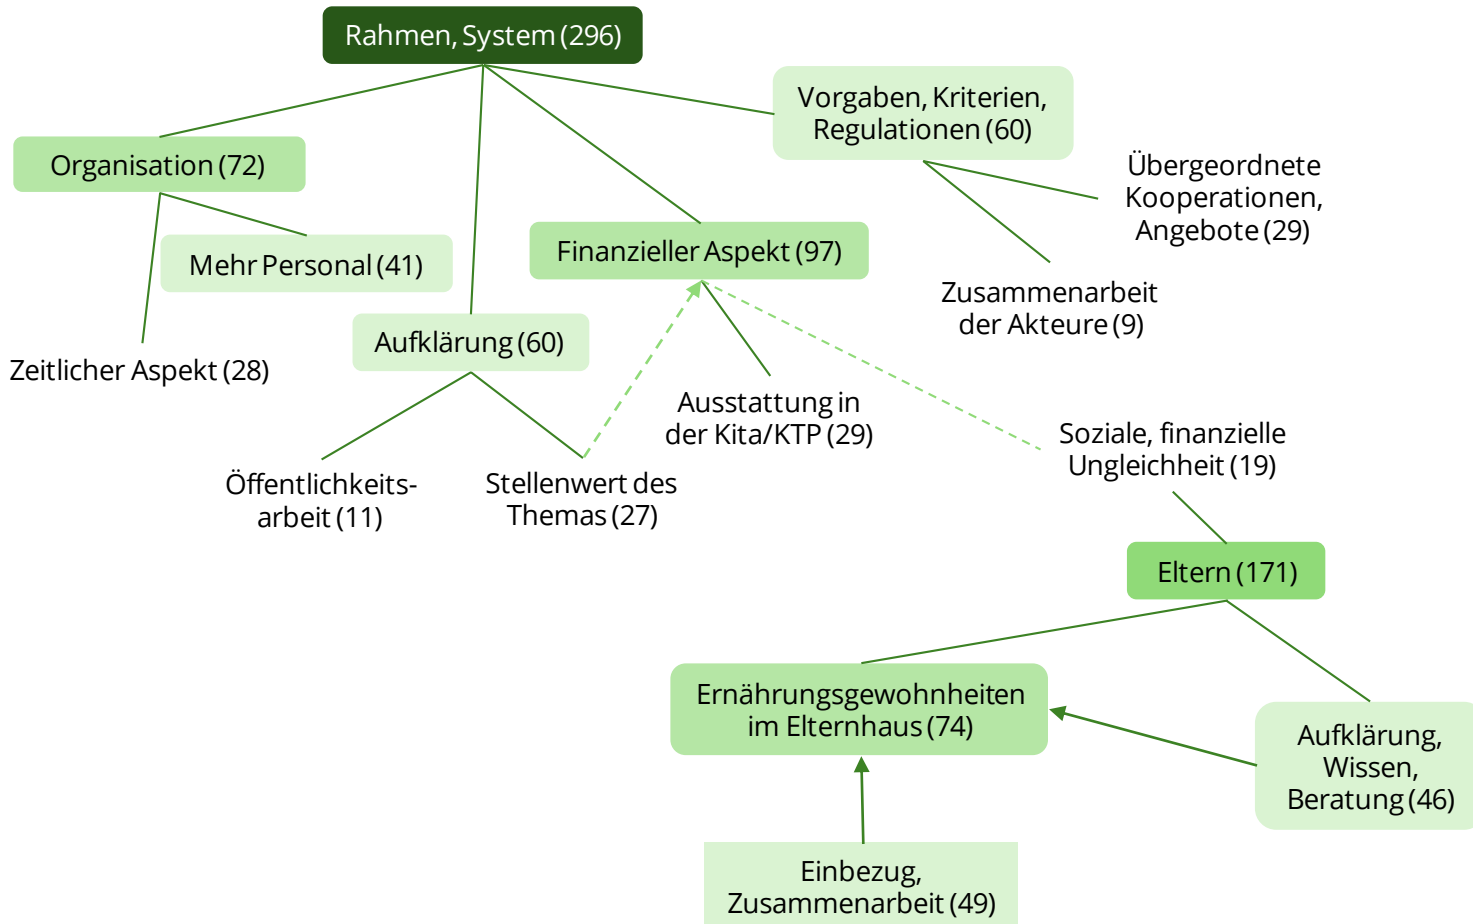 Rahmen, System (296)
Vorgaben, Kriterien,
Regulationen (60)
Organisation (72)
Übergeordnete
Kooperationen,
Angebote (29)
Mehr Personal (41)
Finanzieller Aspekt (97)
Zusammenarbeit
der Akteure (9)
Aufklärung (60)
Zeitlicher Aspekt (28)
Ausstattung in
der Kita/KTP (29)
Soziale, finanzielle
Ungleichheit (19)
Öffentlichkeits-
arbeit (11)
Stellenwert des
Themas (27)
Eltern (171)
Ernährungsgewohnheiten
im Elternhaus (74)
Aufklärung,
Wissen,
Beratung (46)
Einbezug,
Zusammenarbeit (49)